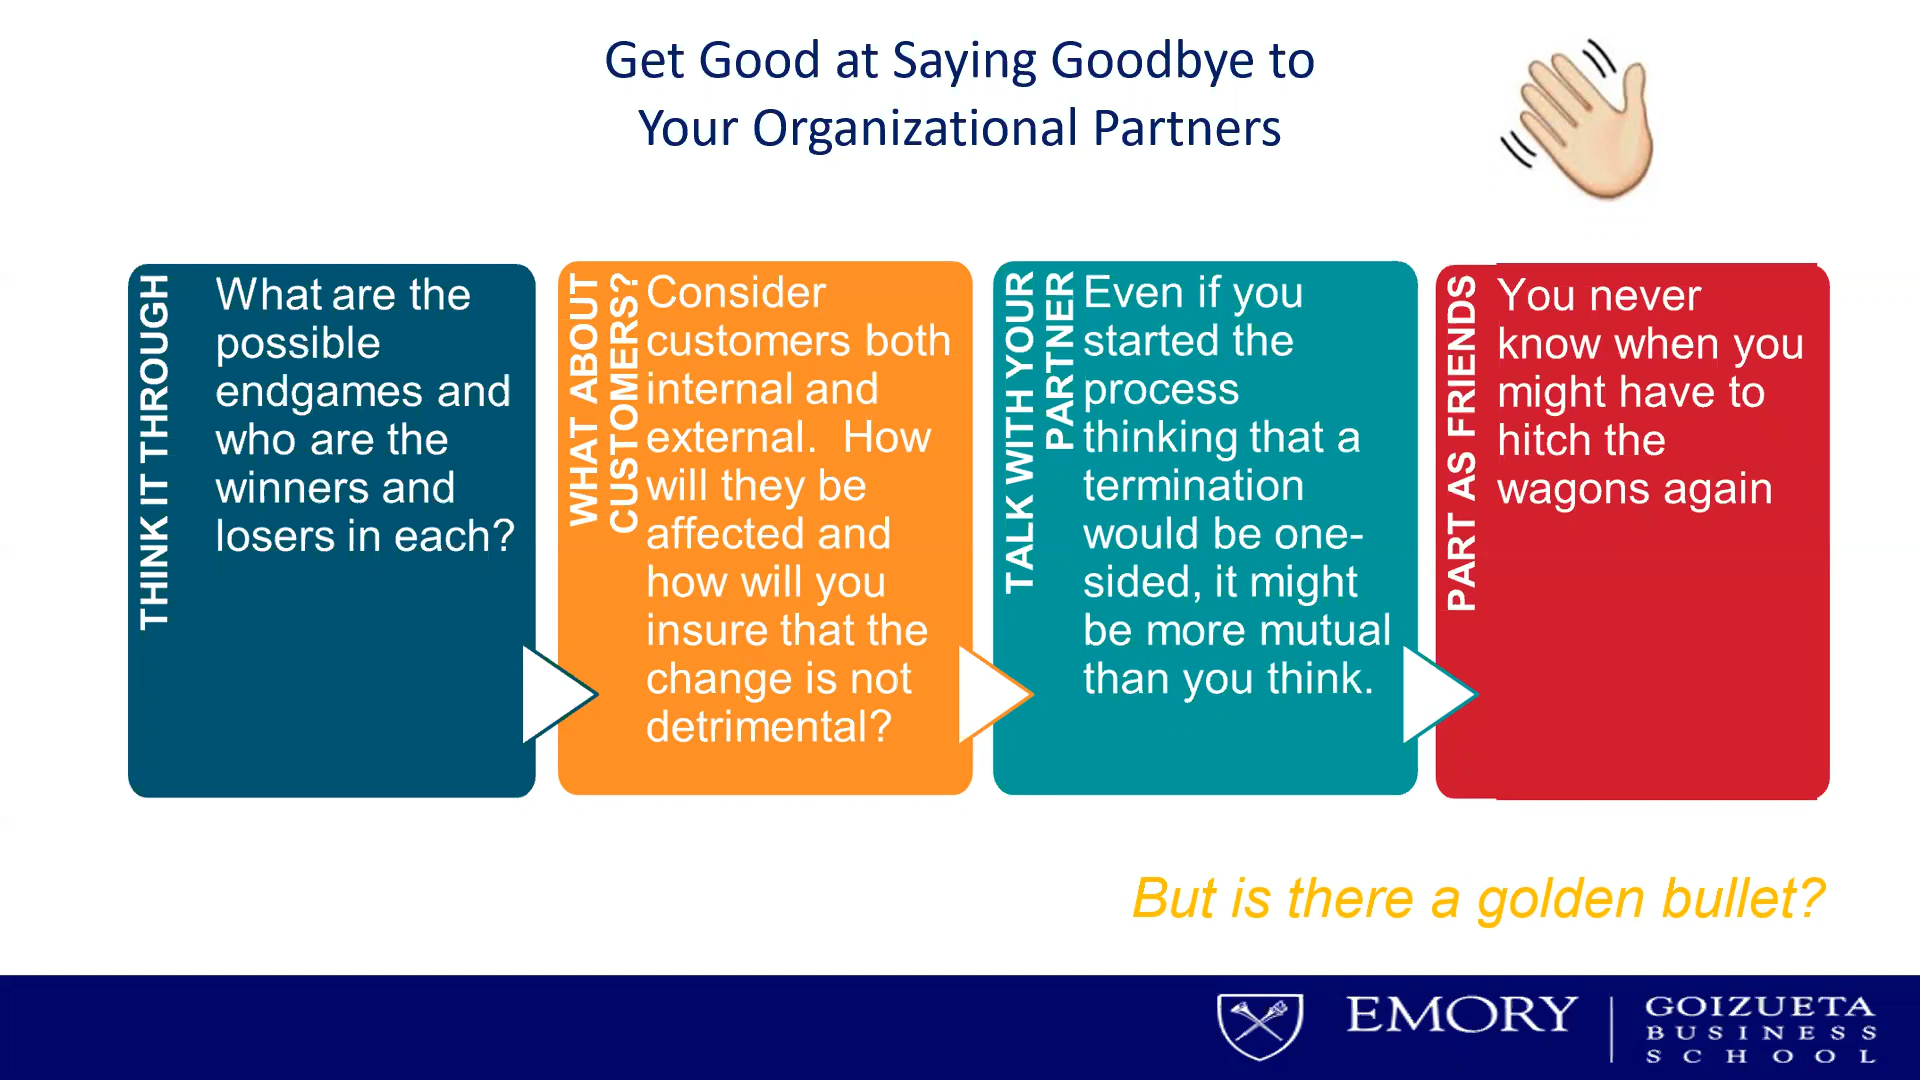 Get Good at Saying Goodbye to
Your Organizational Partners
THINK IT THROUGH
What are the
possible
endgames and
who are the
winners and
losers in each?
WHAT ABOUT
CUSTOMERS?
Consider
customers both
internal and
external.  How
will they be
affected and
how will you
insure that the
change is not
detrimental?
TALK WITH YOUR
PARTNER
Even if you
started the
process
thinking that a
termination
would be one-
sided, it might
be more mutual
than you think.
PART AS FRIENDS
You never
know when you
might have to
hitch the
wagons again
But is there a golden bullet?
EMORY
GOIZUETA
BUSINESS
SCHOOL